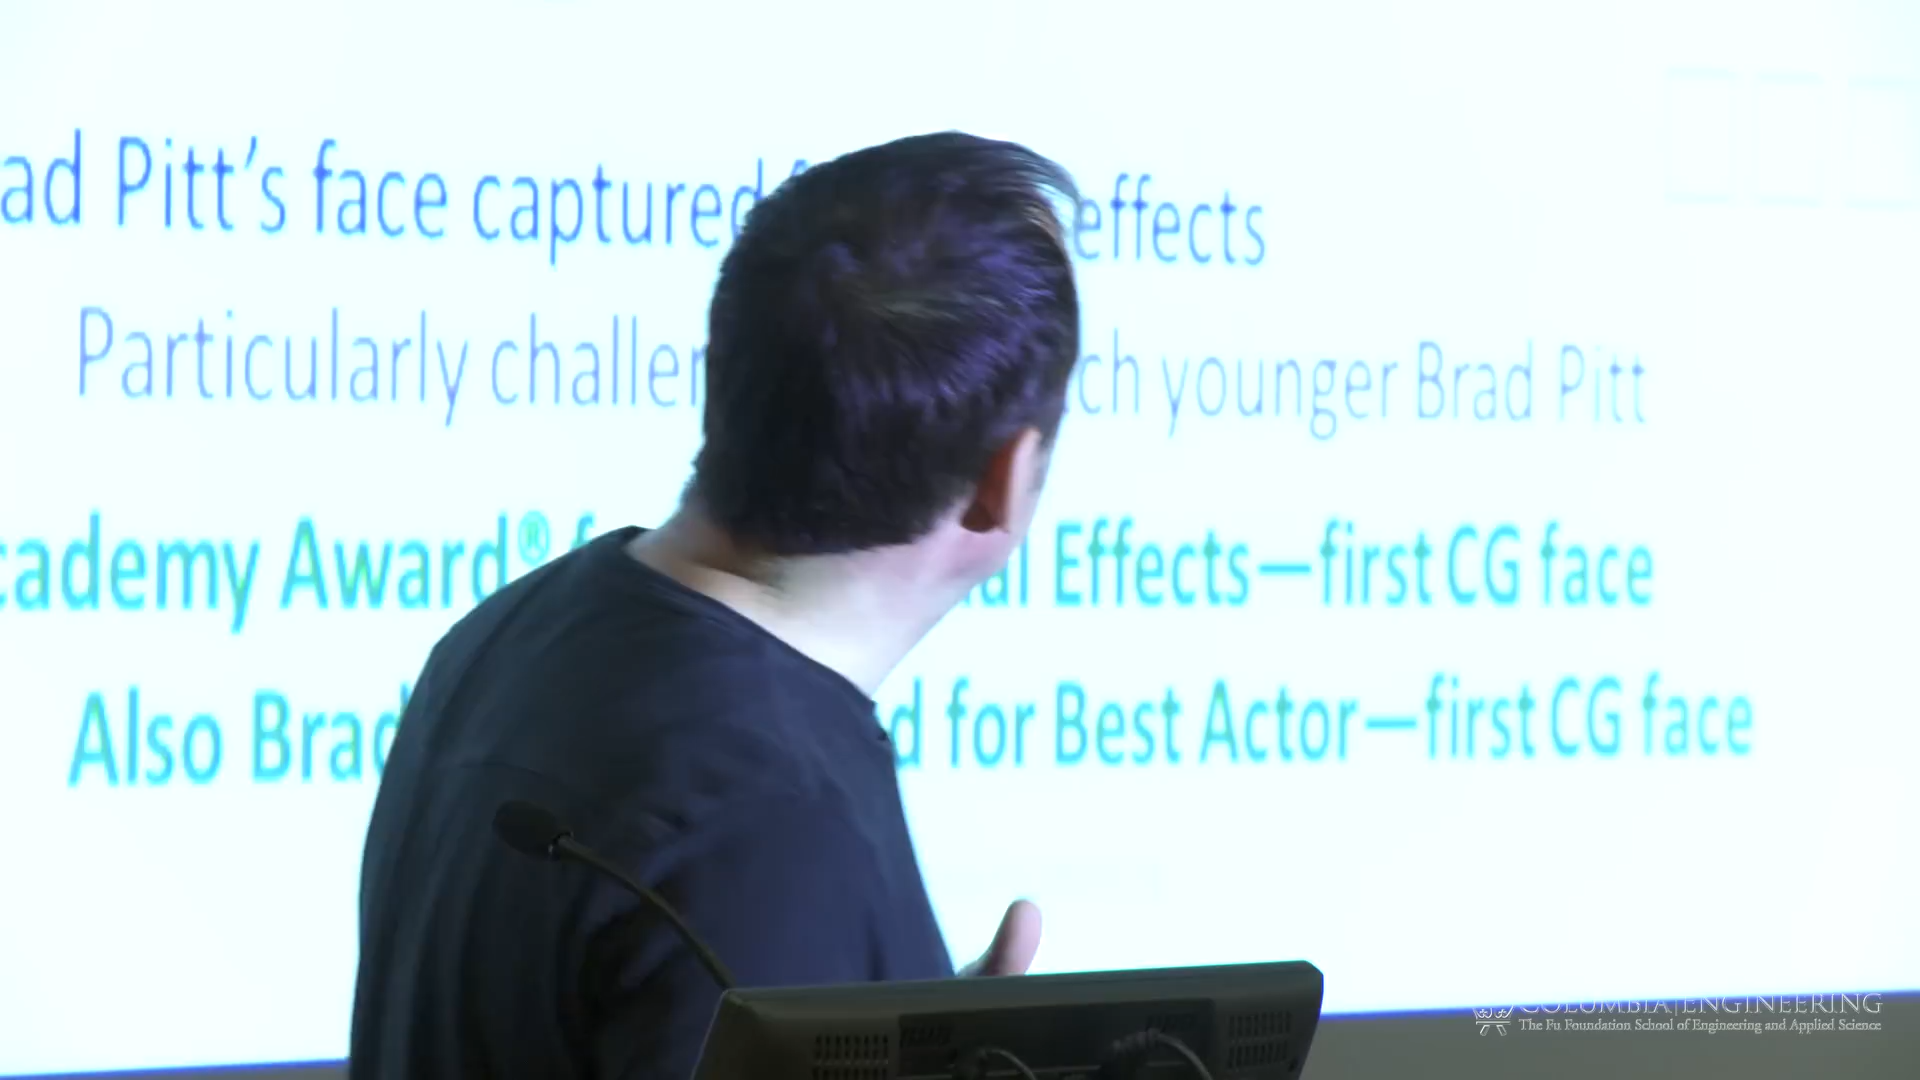 ad Pitt's face captured effects
Particularly challen ch younger Brad Pitt
cademy Award® f al Effects—first CG face
Also Brad d for Best Actor—first CG face
COLUMBIA|ENGINEERING
The Fu Foundation School of Engineering and Applied Science